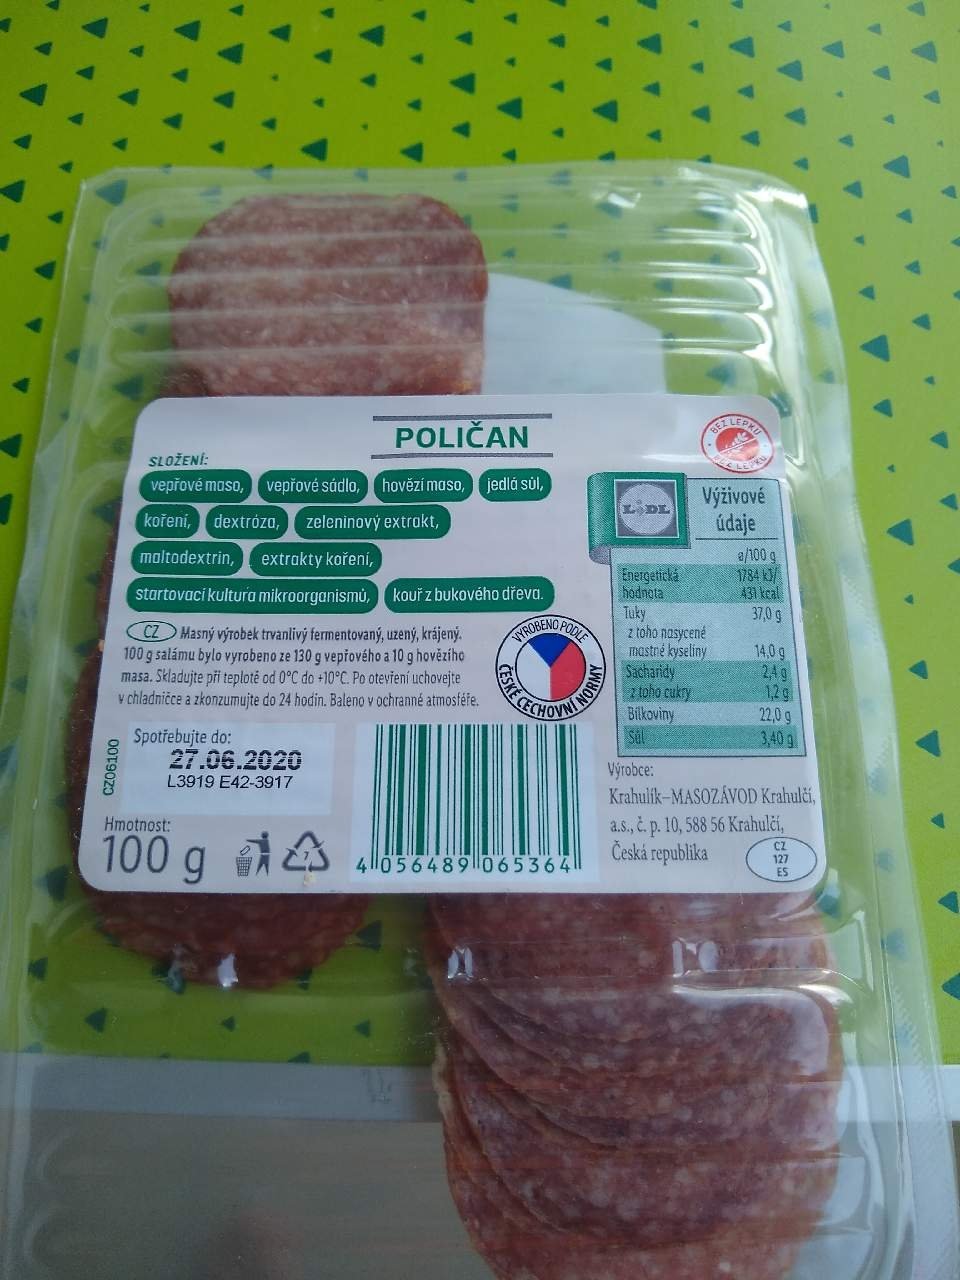 POLIČAN
BEZ LEPKU
BEZ LEPKU
SLOŽENÍ:
vepřové maso, vepřové sádlo, hovězí maso, jedlá sůl,
koření, dextróza, zeleninový extrakt,
maltodextrin, extrakty koření,
startovací kultura mikroorganismů, kouř z bukového dřeva.
CZ Masný výrobek trvanlivý fermentovaný, uzený, krájený.
100 g salámu bylo vyrobeno ze 130 g vepřového a 10 g hovězího
masa. Skladujte při teplotě od 0°C do +10°C. Po otevření uchovejte
v chladničce a zkonzumujte do 24 hodin. Baleno v ochranné atmosféře.
VYROBENO PODLE
ČESKÉ CECHOVNÍ NORMY
LIDL
Výživové
údaje
ø/100 g
Energetická 1784 kJ/
hodnota 431 kcal
Tuky 37,0 g
z toho nasycené
mastné kyseliny 14,0 g
Sacharidy 2,4 g
z toho cukry 1,2 g
Bílkoviny 22,0 g
Sůl 3,40 g
CZ06100
Spotřebujte do:
27.06.2020
L3919 E42-3917
Hmotnost:
100 g
7
4 056489 065364
Výrobce:
Krahulík–MASOZÁVOD Krahulčí,
a.s., č. p. 10, 588 56 Krahulčí,
Česká republika
CZ
127
ES